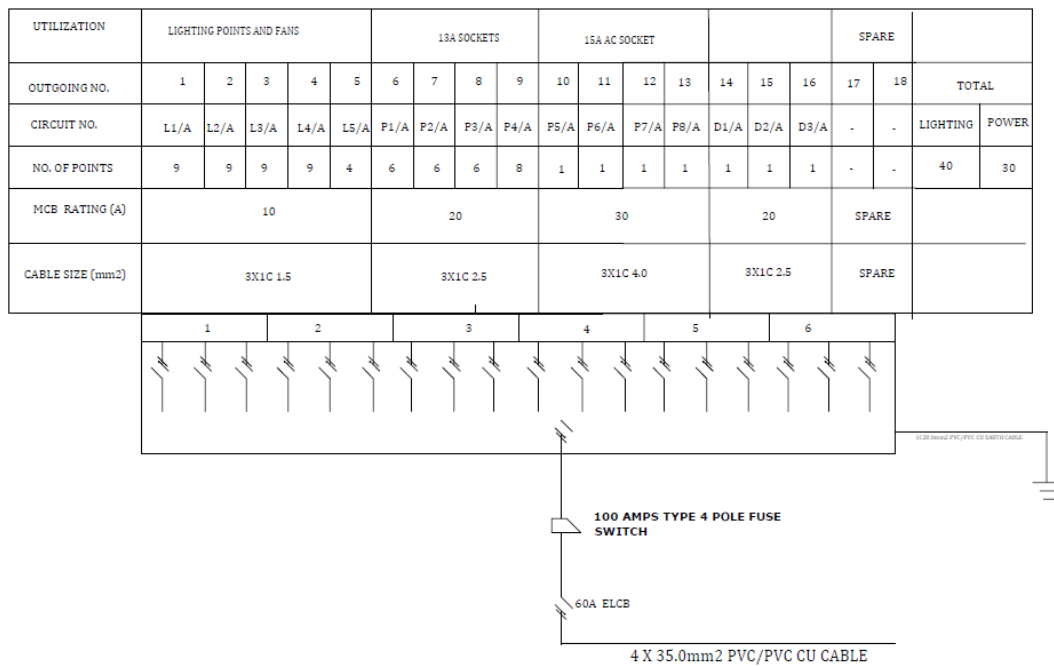 UTILIZATION LIGHTING POINTS AND FANS 13A SOCKETS 15A AC SOCKET SPARE
OUTGOING NO. 1 2 3 4 5 6 7 8 9 10 11 12 13 14 15 16 17 18 TOTAL
CIRCUIT NO. L1/A L2/A L3/A L4/A L5/A P1/A P2/A P3/A P4/A P5/A P6/A P7/A P8/A D1/A D2/A D3/A - - LIGHTING POWER
NO. OF POINTS 9 9 9 9 4 6 6 6 8 1 1 1 1 1 1 1 - - 40 30
MCB RATING (A) 10 20 30 20 SPARE
CABLE SIZE (mm2) 3X1C 1.5 3X1C 2.5 3X1C 4.0 3X1C 2.5 SPARE
1 2 3 4 5 6
PVC/PVC CU EARTH CABLE
100 AMPS TYPE 4 POLE FUSE
SWITCH
60A ELCB
4 X 35.0mm2 PVC/PVC CU CABLE